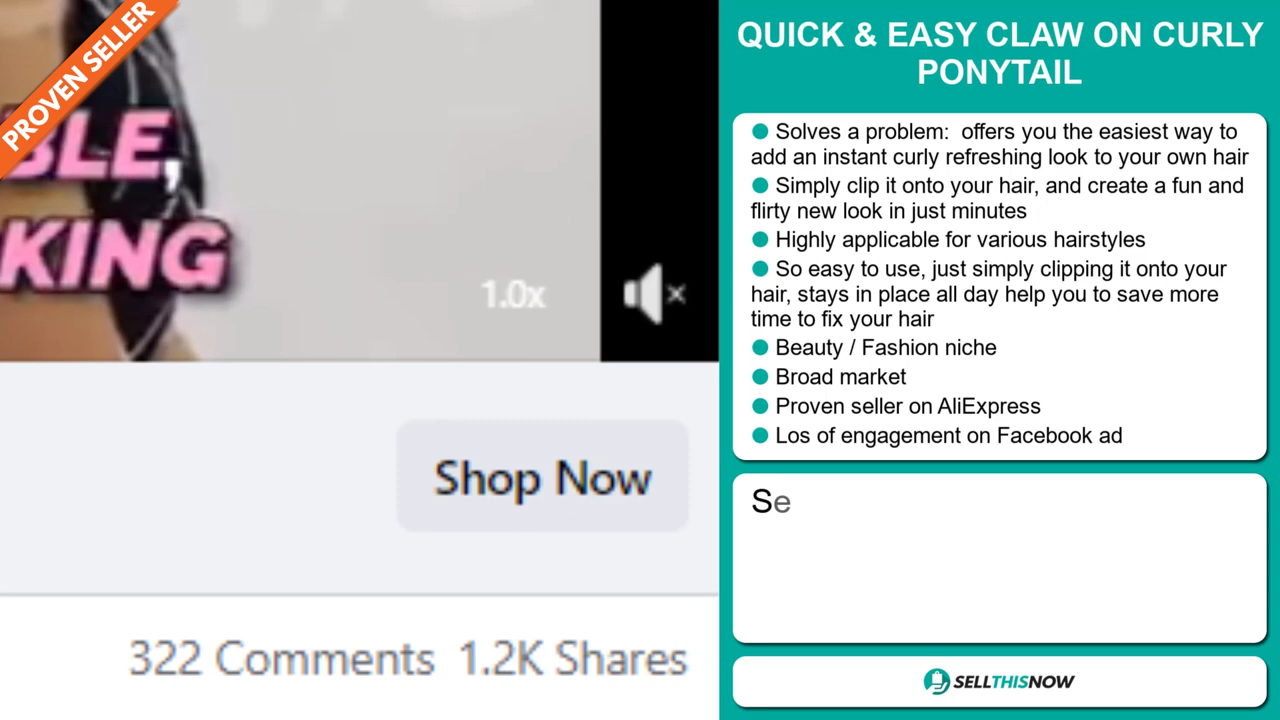 PROVEN SELLER
BLE,
KING
1.0x
Shop Now
322 Comments 1.2K Shares
QUICK & EASY CLAW ON CURLY
PONYTAIL
Solves a problem: offers you the easiest way to
add an instant curly refreshing look to your own hair
Simply clip it onto your hair, and create a fun and
flirty new look in just minutes
Highly applicable for various hairstyles
So easy to use, just simply clipping it onto your
hair, stays in place all day help you to save more
time to fix your hair
Beauty / Fashion niche
Broad market
Proven seller on AliExpress
Los of engagement on Facebook ad
Se
SELLTHISNOW